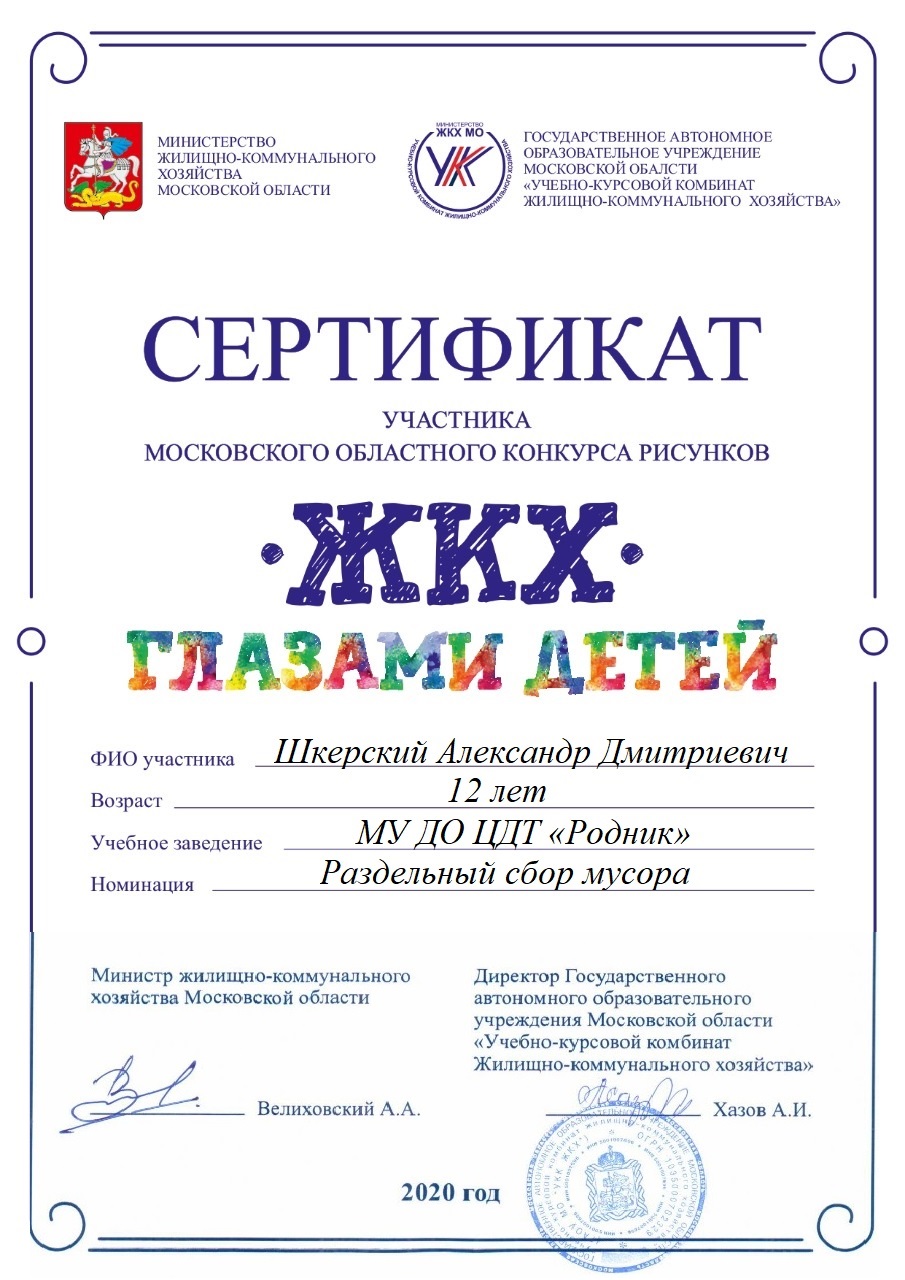 МИНИСТЕРСТВО
ЖИЛИЩНО-КОММУНАЛЬНОГО
ХОЗЯЙСТВА
МОСКОВСКОЙ ОБЛАСТИ
МИНИСТЕРСТВО
ЖКХ МО
УКК
УЧЕБНО-КУРСОВОЙ КОМБИНАТ ЖИЛИЩНО-КОММУНАЛЬНОГО ХОЗЯЙСТВА
ГОСУДАРСТВЕННОЕ АВТОНОМНОЕ
ОБРАЗОВАТЕЛЬНОЕ УЧРЕЖДЕНИЕ
МОСКОВСКОЙ ОБАЛСТИ
«УЧЕБНО-КУРСОВОЙ КОМБИНАТ
ЖИЛИЩНО-КОММУНАЛЬНОГО ХОЗЯЙСТВА»
СЕРТИФИКАТ
УЧАСТНИКА
МОСКОВСКОГО ОБЛАСТНОГО КОНКУРСА РИСУНКОВ
·ЖКХ·
ГЛАЗАМИ ДЕТЕЙ
ФИО участника Шкерский Александр Дмитриевич
Возраст 12 лет
Учебное заведение МУ ДО ЦДТ «Родник»
Номинация Раздельный сбор мусора
Министр жилищно-коммунального
хозяйства Московской области
Велиховский А.А.
Директор Государственного
автономного образовательного
учреждения Московской области
«Учебно-курсовой комбинат
Жилищно-коммунального хозяйства»
Хазов А.И.
2020 год